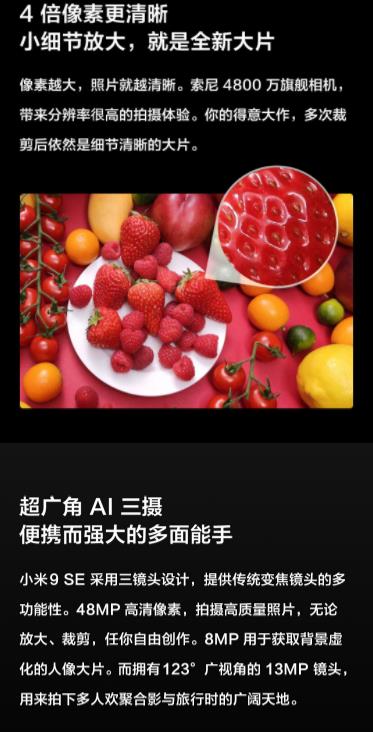 4 倍像素更清晰
小细节放大，就是全新大片
像素越大，照片就越清晰。索尼 4800 万旗舰相机，
带来分辨率很高的拍摄体验。你的得意大作，多次裁
剪后依然是细节清晰的大片。
超广角 AI 三摄
便携而强大的多面能手
小米9 SE 采用三镜头设计，提供传统变焦镜头的多
功能性。48MP 高清像素，拍摄高质量照片，无论
放大、裁剪，任你自由创作。8MP 用于获取背景虚
化的人像大片。而拥有123°广视角的 13MP 镜头，
用来拍下多人欢聚合影与旅行时的广阔天地。